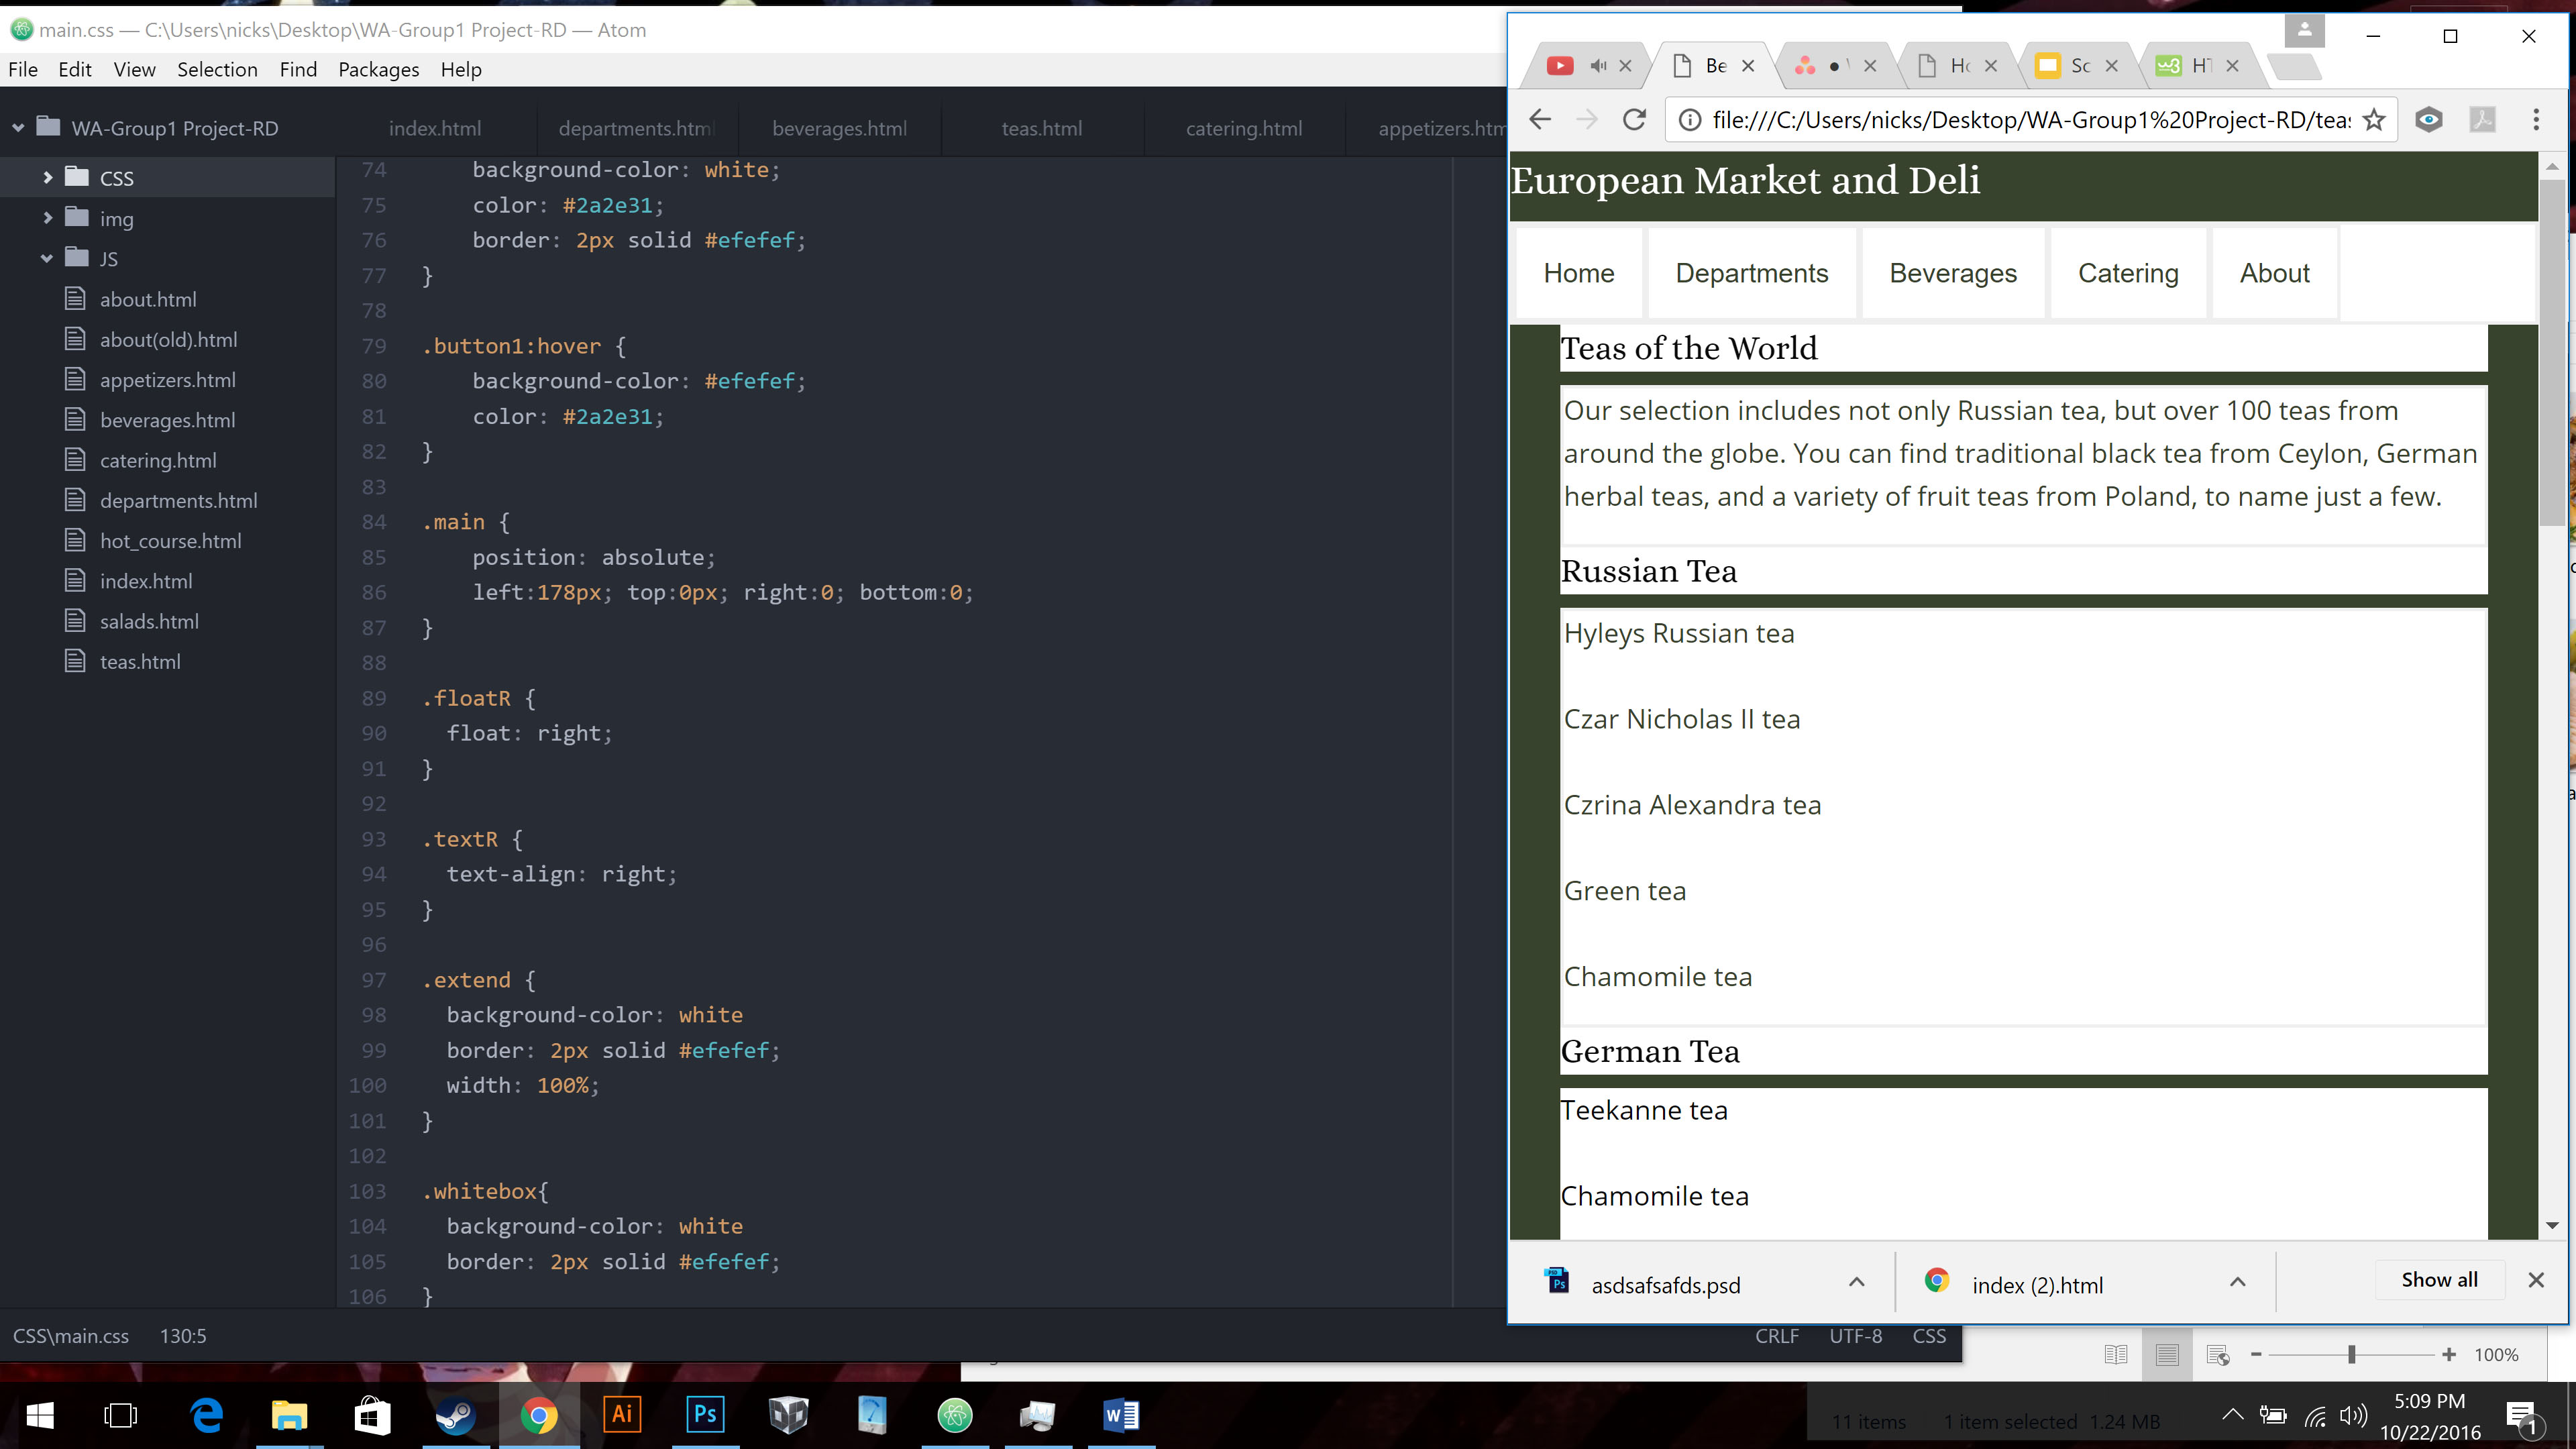 main.css — C:\Users\nicks\Desktop\WA-Group1 Project-RD — Atom
File Edit View Selection Find Packages Help
WA-Group1 Project-RD
CSS
img
JS
about.html
about(old).html
appetizers.html
beverages.html
catering.html
departments.html
hot_course.html
index.html
salads.html
teas.html
index.html departments.html beverages.html teas.html catering.html appetizers.htm
74 background-color: white;
75 color: #2a2e31;
76 border: 2px solid #efefef;
77 }
78
79 .button1:hover {
80 background-color: #efefef;
81 color: #2a2e31;
82 }
83
84 .main {
85 position: absolute;
86 left:178px; top:0px; right:0; bottom:0;
87 }
88
89 .floatR {
90 float: right;
91 }
92
93 .textR {
94 text-align: right;
95 }
96
97 .extend {
98 background-color: white
99 border: 2px solid #efefef;
100 width: 100%;
101 }
102
103 .whitebox{
104 background-color: white
105 border: 2px solid #efefef;
106 }
CSS\main.css 130:5
CRLF UTF-8 CSS
Be Ho Sc HT
file:///C:/Users/nicks/Desktop/WA-Group1%20Project-RD/teas
European Market and Deli
Home Departments Beverages Catering About
Teas of the World
Our selection includes not only Russian tea, but over 100 teas from
around the globe. You can find traditional black tea from Ceylon, German
herbal teas, and a variety of fruit teas from Poland, to name just a few.
Russian Tea
Hyleys Russian tea
Czar Nicholas II tea
Czrina Alexandra tea
Green tea
Chamomile tea
German Tea
Teekanne tea
Chamomile tea
asdsafsafds.psd index (2).html Show all
100%
11 items 1 item selected 1.24 MB
5:09 PM
10/22/2016
1